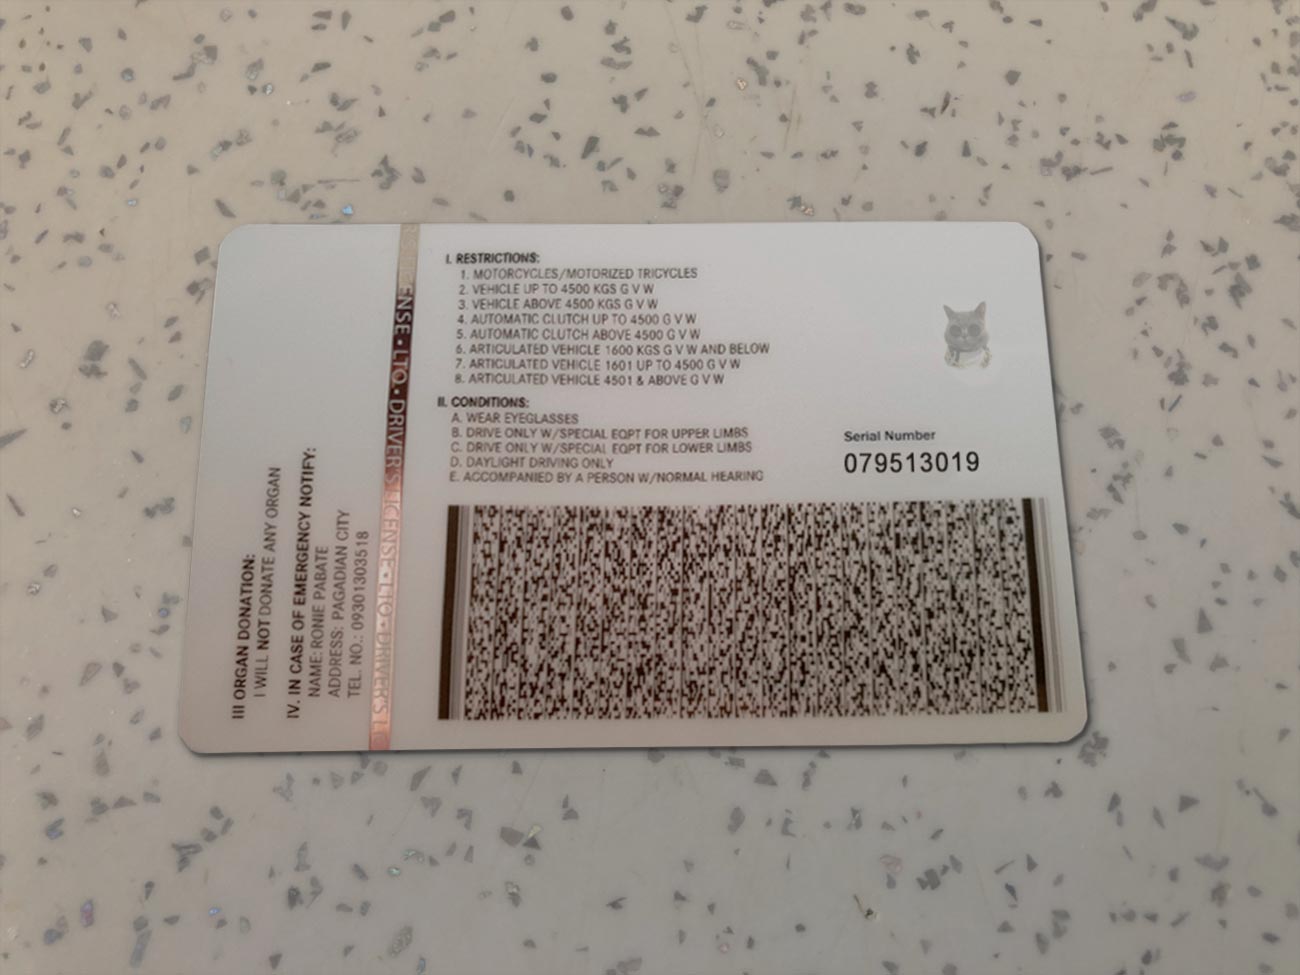 I. RESTRICTIONS:
1. MOTORCYCLES/MOTORIZED TRICYCLES
2. VEHICLE UP TO 4500 KGS G V W
3. VEHICLE ABOVE 4500 KGS G V W
4. AUTOMATIC CLUTCH UP TO 4500 G V W
5. AUTOMATIC CLUTCH ABOVE 4500 G V W
6. ARTICULATED VEHICLE 1600 KGS G V W AND BELOW
7. ARTICULATED VEHICLE 1601 UP TO 4500 G V W
8. ARTICULATED VEHICLE 4501 & ABOVE G V W
II. CONDITIONS:
A. WEAR EYEGLASSES
B. DRIVE ONLY W/SPECIAL EQPT FOR UPPER LIMBS
C. DRIVE ONLY W/SPECIAL EQPT FOR LOWER LIMBS
D. DAYLIGHT DRIVING ONLY
E. ACCOMPANIED BY A PERSON W/NORMAL HEARING
Serial Number
079513019
III ORGAN DONATION:
I WILL NOT DONATE ANY ORGAN
IV. IN CASE OF EMERGENCY NOTIFY:
NAME: RONIE PABATE
ADDRESS: PAGADIAN CITY
TEL. NO.: 09301303518
LICENSE • LTO • DRIVER'S LICENSE • LTO • DRIVER'S